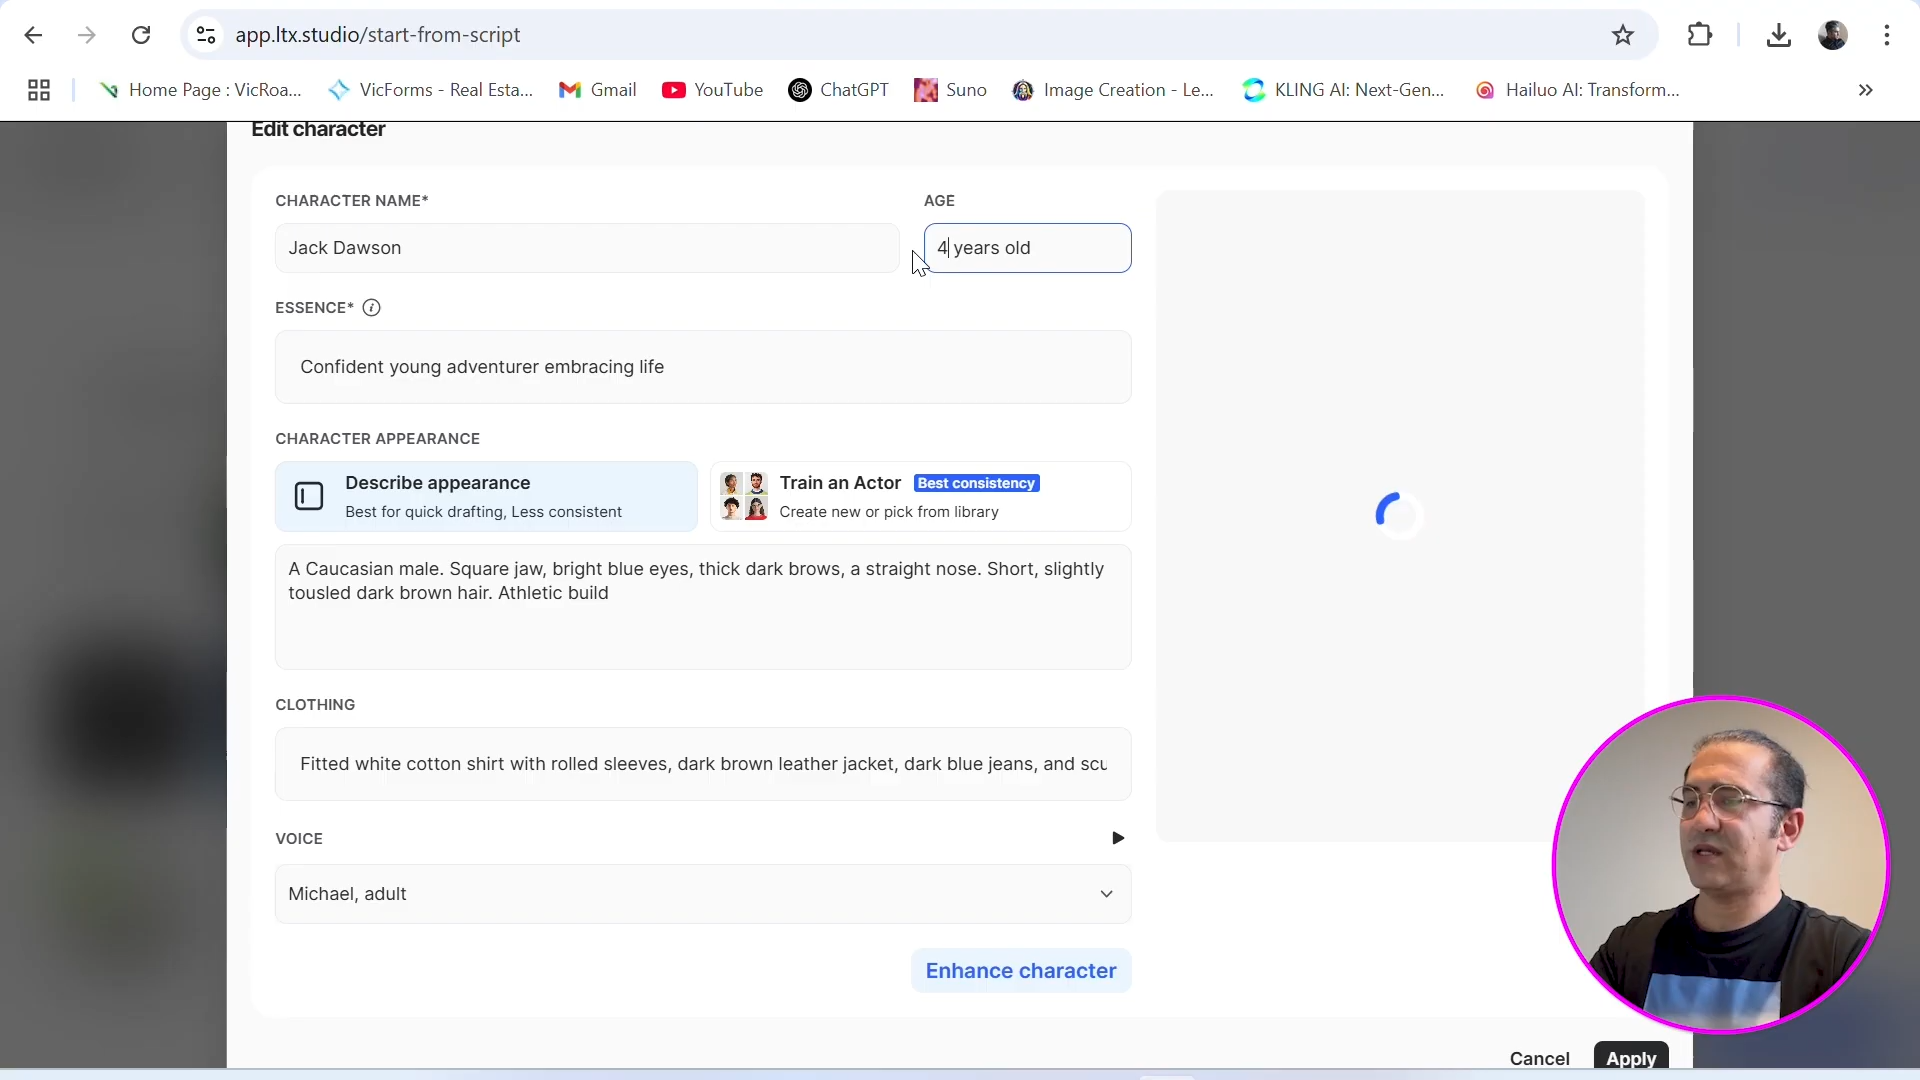 app.ltx.studio/start-from-script
Home Page : VicRoa...
VicForms - Real Esta...
Gmail
YouTube
ChatGPT
Suno
Image Creation - Le...
KLING AI: Next-Gen...
Hailuo AI: Transform...
Edit character
CHARACTER NAME*
AGE
Jack Dawson
4 years old
ESSENCE*
Confident young adventurer embracing life
CHARACTER APPEARANCE
Describe appearance
Best for quick drafting, Less consistent
Train an Actor Best consistency
Create new or pick from library
A Caucasian male. Square jaw, bright blue eyes, thick dark brows, a straight nose. Short, slightly
tousled dark brown hair. Athletic build
CLOTHING
Fitted white cotton shirt with rolled sleeves, dark brown leather jacket, dark blue jeans, and scu
VOICE
Michael, adult
Enhance character
Cancel
Apply